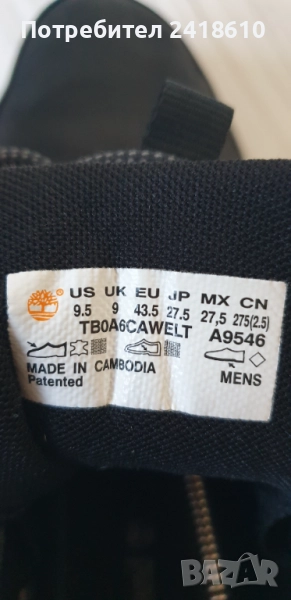 Потребител 2418610
US UK EU JP MX CN
9.5 9 43.5 27.5 27,5 275(2.5)
TB0A6CAWELT A9546
MADE IN CAMBODIA
Patented MENS
BAZAR